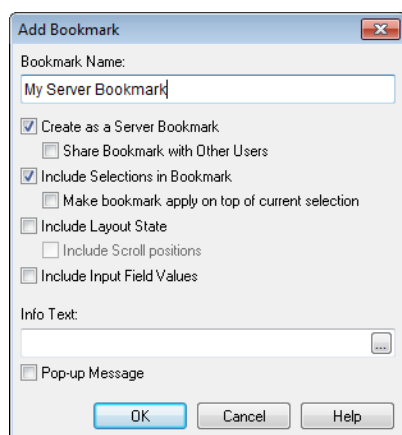 Add Bookmark
Bookmark Name:
My Server Bookmark
Create as a Server Bookmark
Share Bookmark with Other Users
Include Selections in Bookmark
Make bookmark apply on top of current selection
Include Layout State
Include Scroll positions
Include Input Field Values
Info Text:
...
Pop-up Message
OK Cancel Help